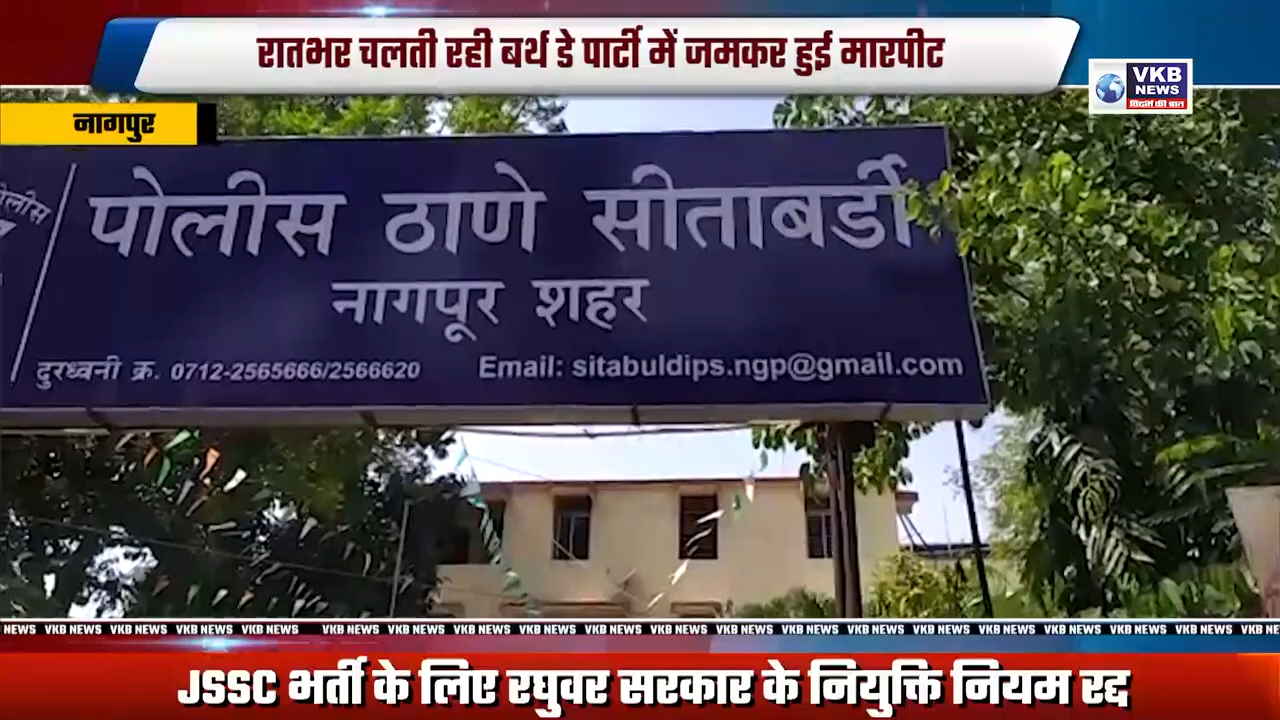 रातभर चलती रही बर्थ डे पार्टी में जमकर हुई मारपीट
VKB
NEWS
विदर्भ की बात
नागपुर
पोलीस ठाणे सीताबर्डी
नागपूर शहर
दुरध्वनी क्र. 0712-2565666/2566620 Email: sitabuldips.ngp@gmail.com
NEWS VKB NEWS VKB NEWS VKB NEWS VKB NEWS VKB NEWS VKB NEWS VKB NEWS VKB NEWS VKB NEWS VKB NEWS VKB NEWS VKB NEWS VKB NEWS VKB NEWS VKB NEWS VKB NEWS VKB NEWS VKB NEWS
JSSC भर्ती के लिए रघुवर सरकार के नियुक्ति नियम रद्द